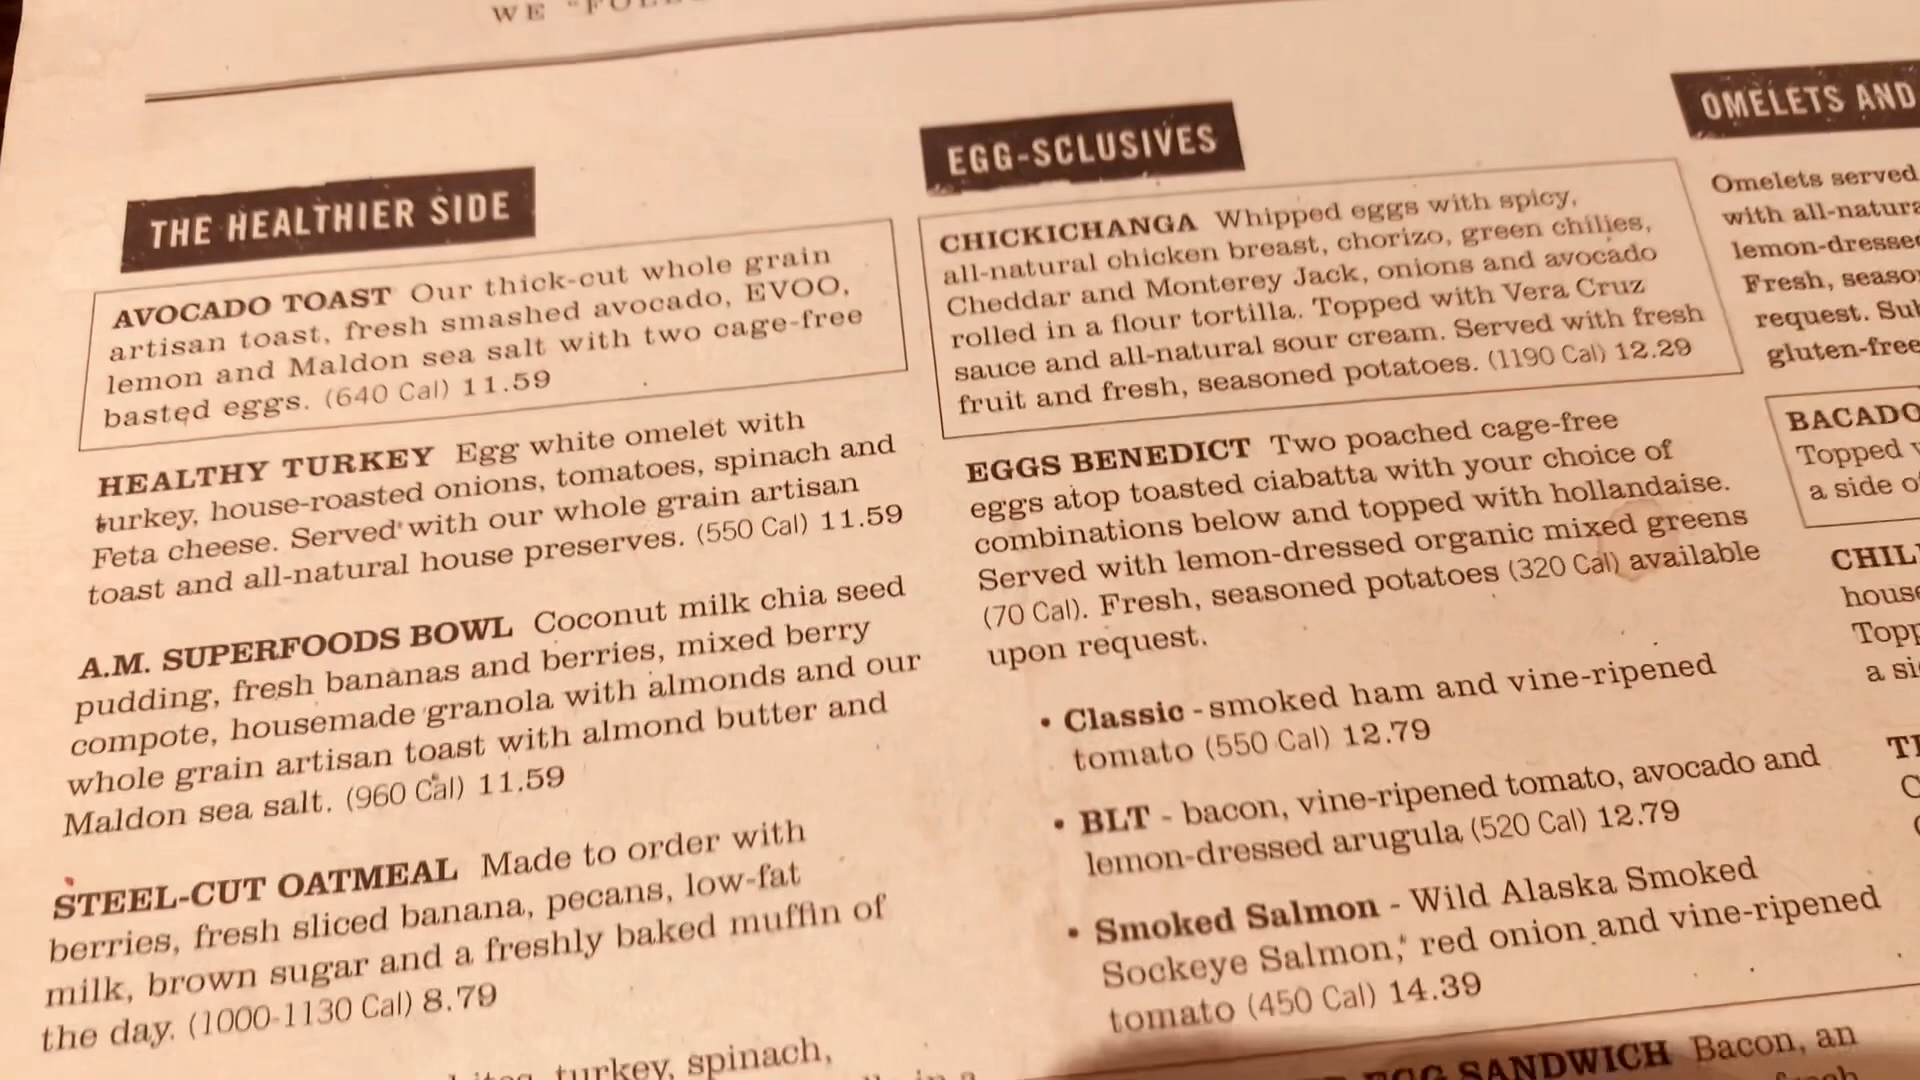 WE
THE HEALTHIER SIDE
AVOCADO TOAST Our thick-cut whole grain
artisan toast, fresh smashed avocado, EVOO,
lemon and Maldon sea salt with two cage-free
basted eggs. (640 Cal) 11.59
HEALTHY TURKEY Egg white omelet with
turkey, house-roasted onions, tomatoes, spinach and
Feta cheese. Served with our whole grain artisan
toast and all-natural house preserves. (550 Cal) 11.59
A.M. SUPERFOODS BOWL Coconut milk chia seed
pudding, fresh bananas and berries, mixed berry
compote, housemade granola with almonds and our
whole grain artisan toast with almond butter and
Maldon sea salt. (960 Cal) 11.59
STEEL-CUT OATMEAL Made to order with
berries, fresh sliced banana, pecans, low-fat
milk, brown sugar and a freshly baked muffin of
the day. (1000-1130 Cal) 8.79
turkey, spinach,
EGG-SCLUSIVES
CHICKICHANGA Whipped eggs with spicy,
all-natural chicken breast, chorizo, green chilies,
Cheddar and Monterey Jack, onions and avocado
rolled in a flour tortilla. Topped with Vera Cruz
sauce and all-natural sour cream. Served with fresh
fruit and fresh, seasoned potatoes. (1190 Cal) 12.29
EGGS BENEDICT Two poached cage-free
eggs atop toasted ciabatta with your choice of
combinations below and topped with hollandaise.
Served with lemon-dressed organic mixed greens
(70 Cal). Fresh, seasoned potatoes (320 Cal) available
upon request.
• Classic - smoked ham and vine-ripened
tomato (550 Cal) 12.79
• BLT - bacon, vine-ripened tomato, avocado and
lemon-dressed arugula (520 Cal) 12.79
• Smoked Salmon - Wild Alaska Smoked
Sockeye Salmon,* red onion and vine-ripened
tomato (450 Cal) 14.39
EGG SANDWICH Bacon, an
OMELETS AND
Omelets served
with
lemon-dressed
Fresh,
request.
gluten-free
Topped
a side